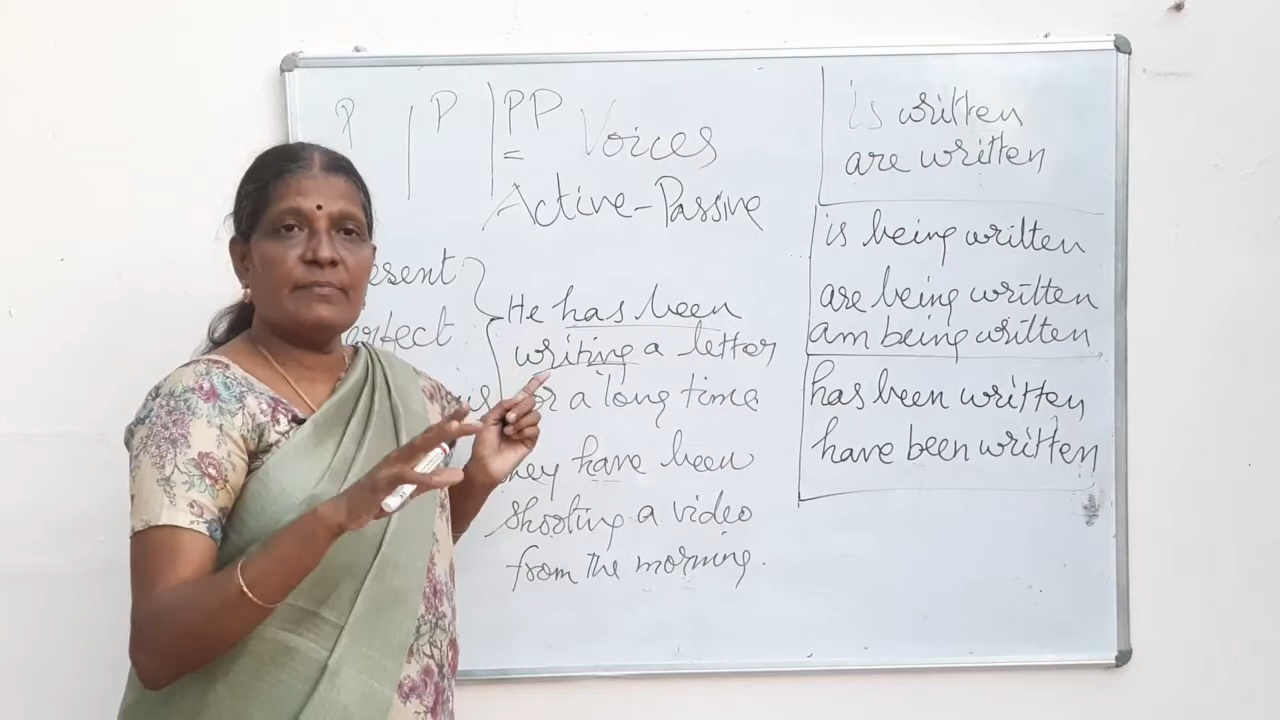 P P PP Voices
Active-Passive
He has been
writing a letter
a long time
have been
shooting a video
from the morning.
is written
are written
is being written
are being written
am being written
has been written
have been written